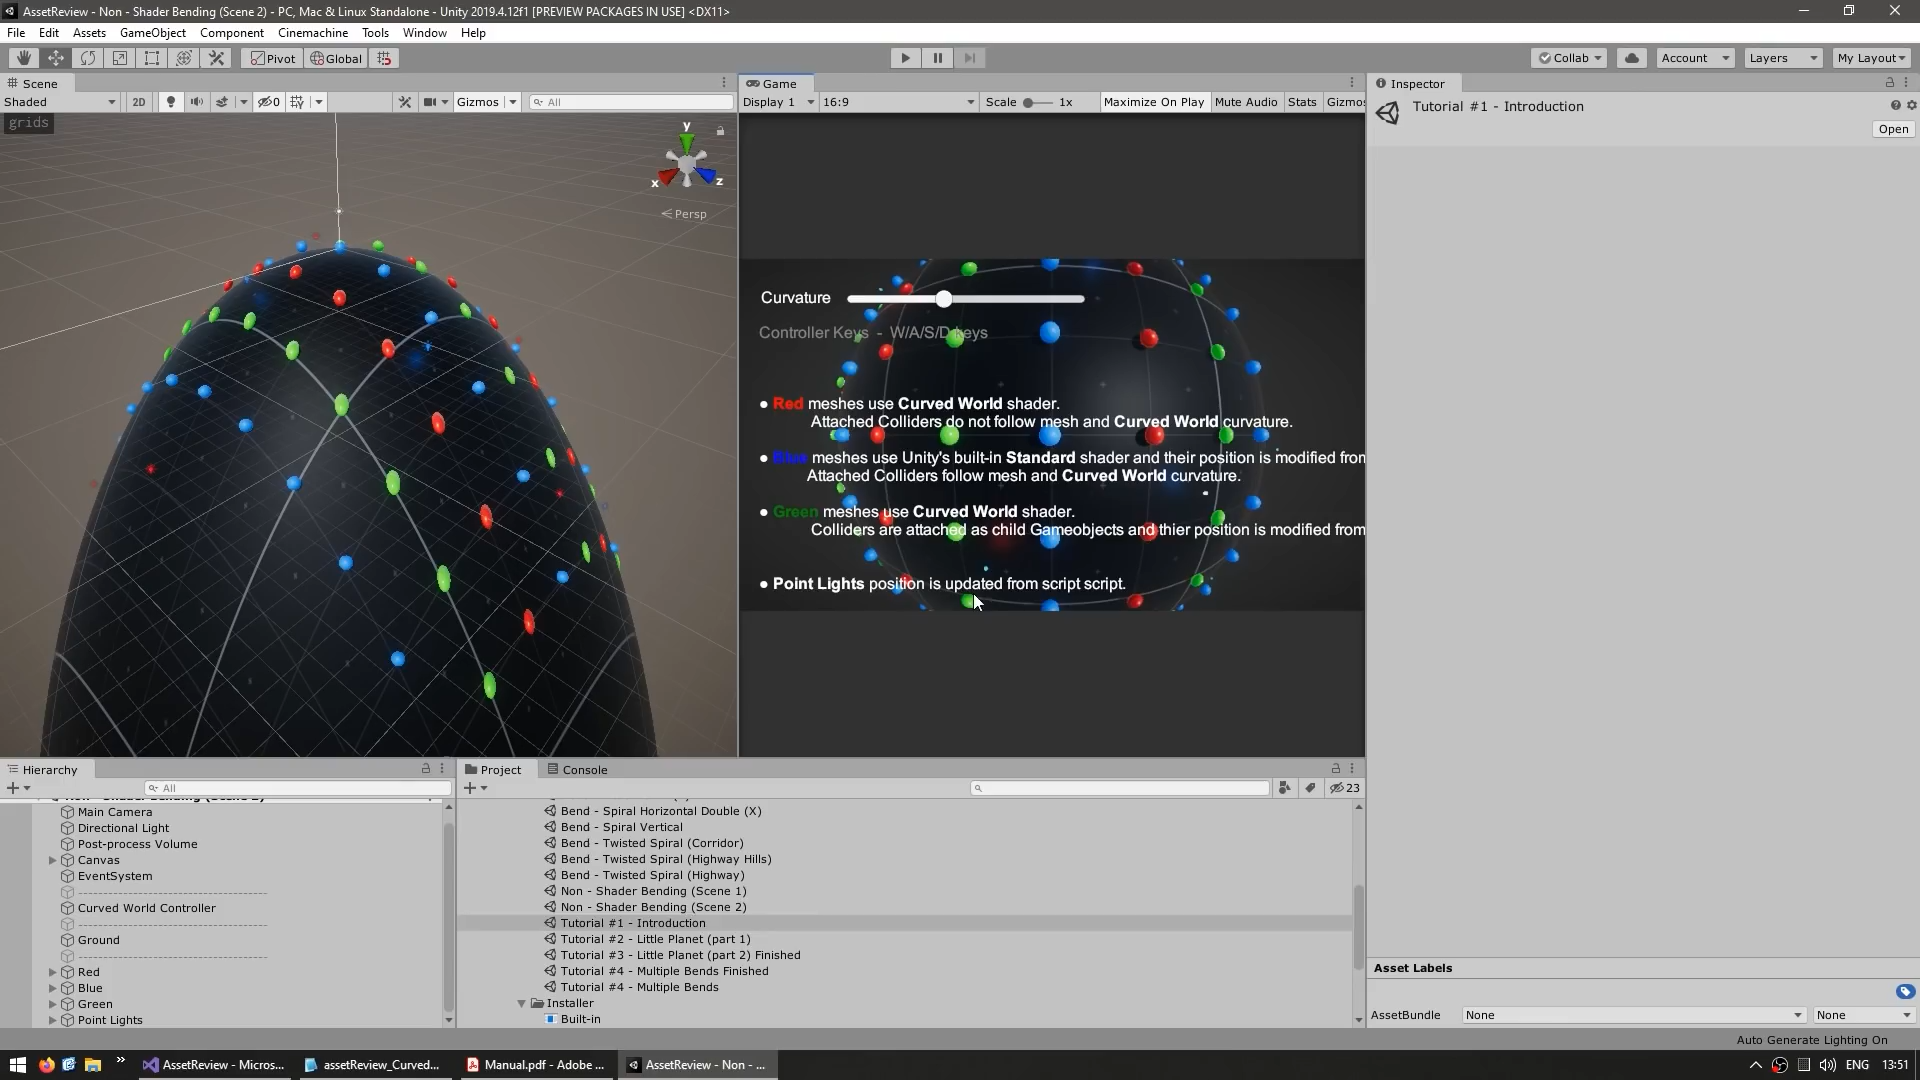 AssetReview - Non - Shader Bending (Scene 2) - PC, Mac & Linux Standalone - Unity 2019.4.12f1 [PREVIEW PACKAGES IN USE] <DX11>
File Edit Assets GameObject Component Cinemachine Tools Window Help
Pivot Global Collab Account Layers My Layout
Scene
Shaded 2D 0 Gizmos All
grids
y
x z
Persp
Game
Display 1 16:9 Scale 1x Maximize On Play Mute Audio Stats Gizmos
Curvature
Controller Keys - W/A/S/D keys
● Red meshes use Curved World shader.
Attached Colliders do not follow mesh and Curved World curvature.
● Blue meshes use Unity's built-in Standard shader and their position is modified from
Attached Colliders follow mesh and Curved World curvature.
● Green meshes use Curved World shader.
Colliders are attached as child Gameobjects and thier position is modified from
● Point Lights position is updated from script script.
Inspector
Tutorial #1 - Introduction
Open
Asset Labels
AssetBundle None None
Auto Generate Lighting On
Hierarchy
All
Non - Shader Bending (Scene 2)
Main Camera
Directional Light
Post-process Volume
Canvas
EventSystem
------------------------------------
Curved World Controller
------------------------------------
Ground
------------------------------------
Red
Blue
Green
Point Lights
Project Console
23
Bend - Spiral Horizontal Double (X)
Bend - Spiral Vertical
Bend - Twisted Spiral (Corridor)
Bend - Twisted Spiral (Highway Hills)
Bend - Twisted Spiral (Highway)
Non - Shader Bending (Scene 1)
Non - Shader Bending (Scene 2)
Tutorial #1 - Introduction
Tutorial #2 - Little Planet (part 1)
Tutorial #3 - Little Planet (part 2) Finished
Tutorial #4 - Multiple Bends Finished
Tutorial #4 - Multiple Bends
Installer
Built-in
AssetReview - Micros... assetReview_Curved... Manual.pdf - Adobe ... AssetReview - Non - ... ENG 13:51